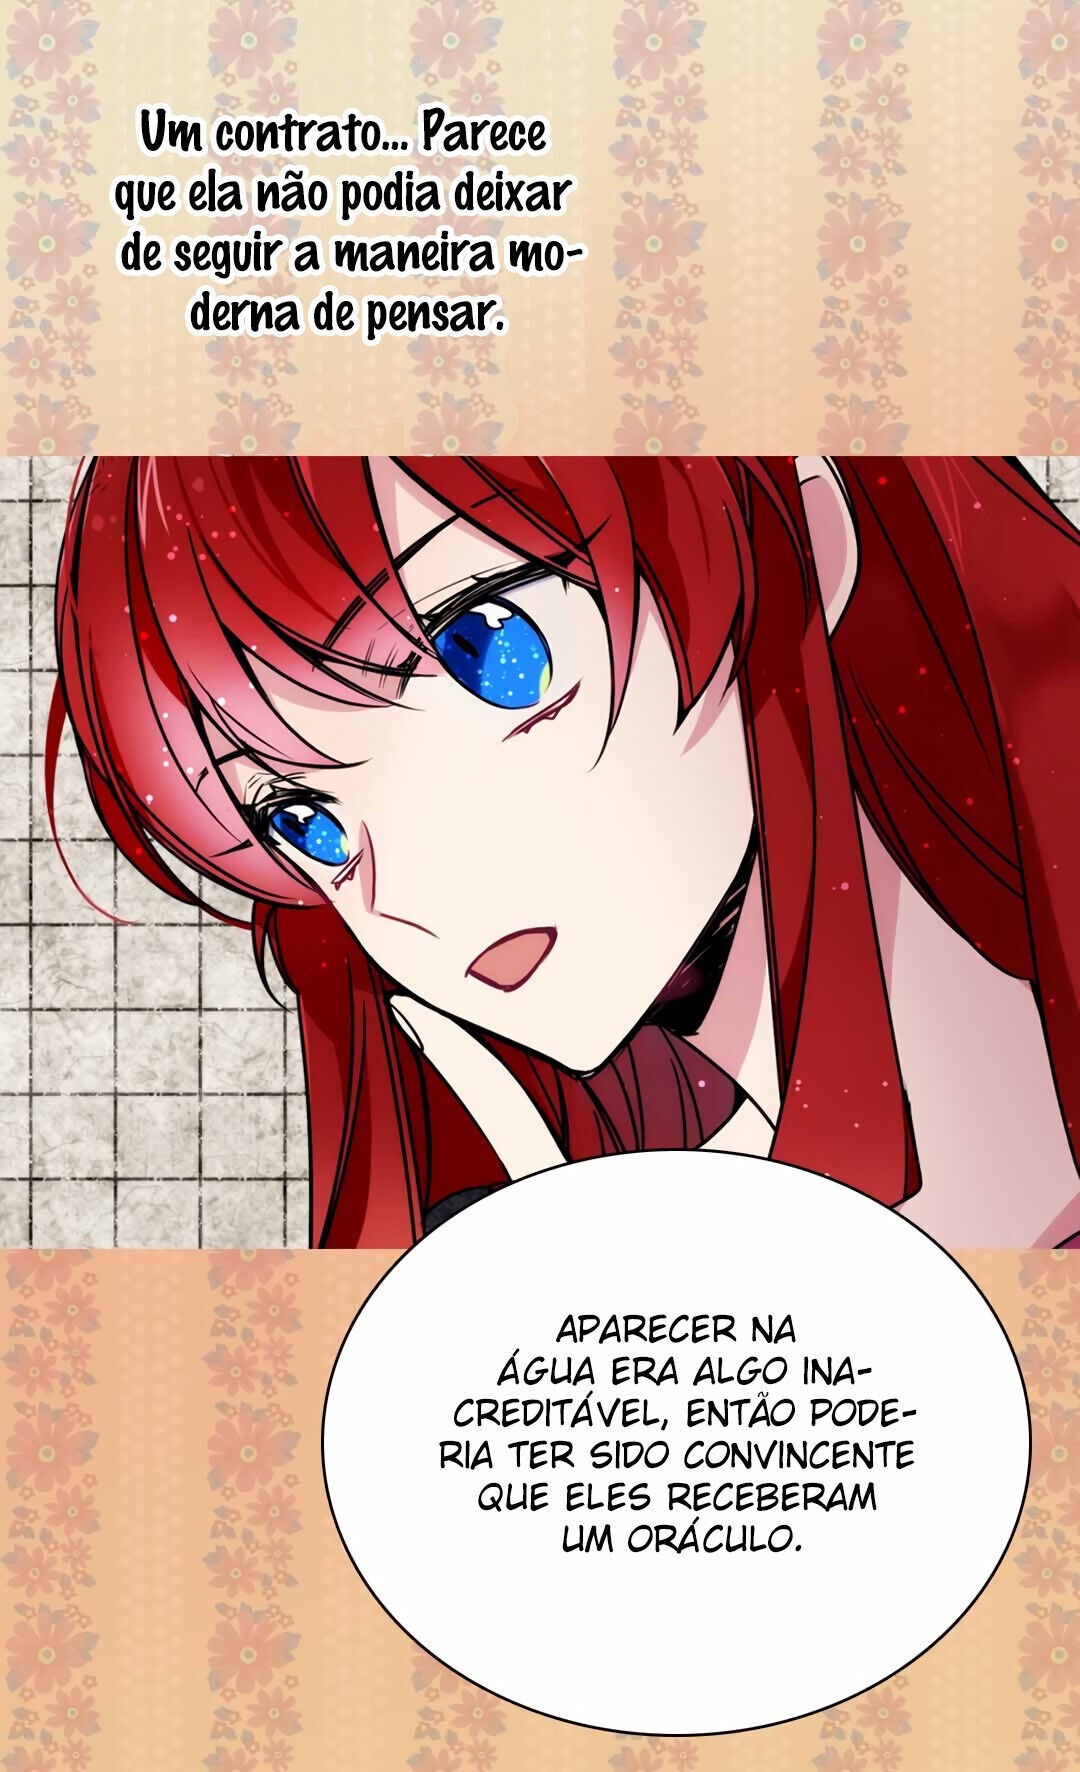 Um contrato... Parece
que ela não podia deixar
de seguir a maneira mo-
derna de pensar.
APARECER NA
ÁGUA ERA ALGO INA-
CREDITÁVEL, ENTÃO PODE-
RIA TER SIDO CONVINCENTE
QUE ELES RECEBERAM
UM ORÁCULO.